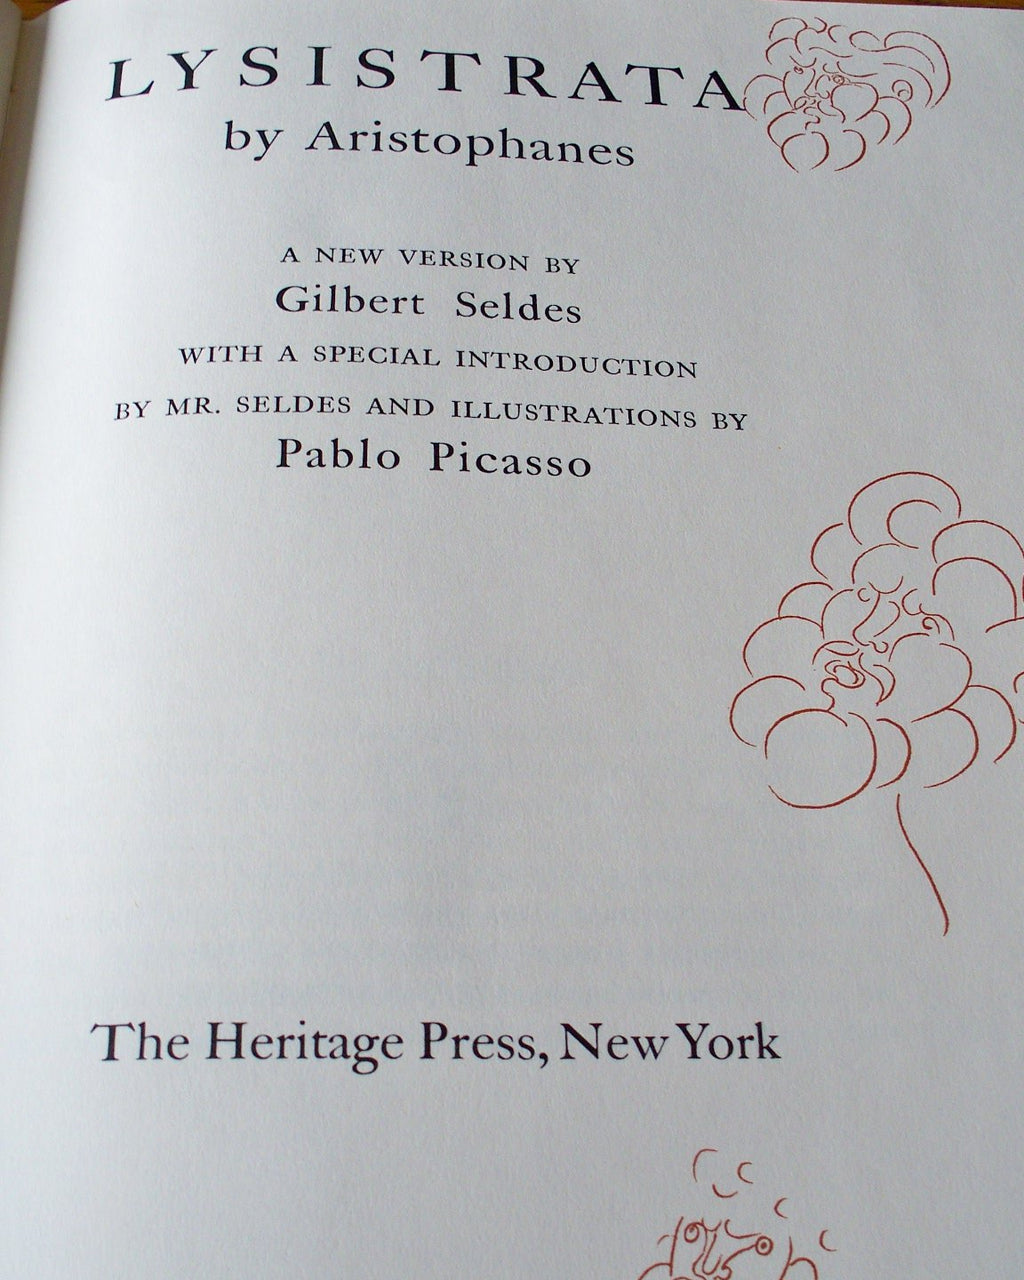 LYSISTRATA
by Aristophanes
A NEW VERSION BY
Gilbert Seldes
WITH A SPECIAL INTRODUCTION
BY MR. SELDES AND ILLUSTRATIONS BY
Pablo Picasso
The Heritage Press, New York